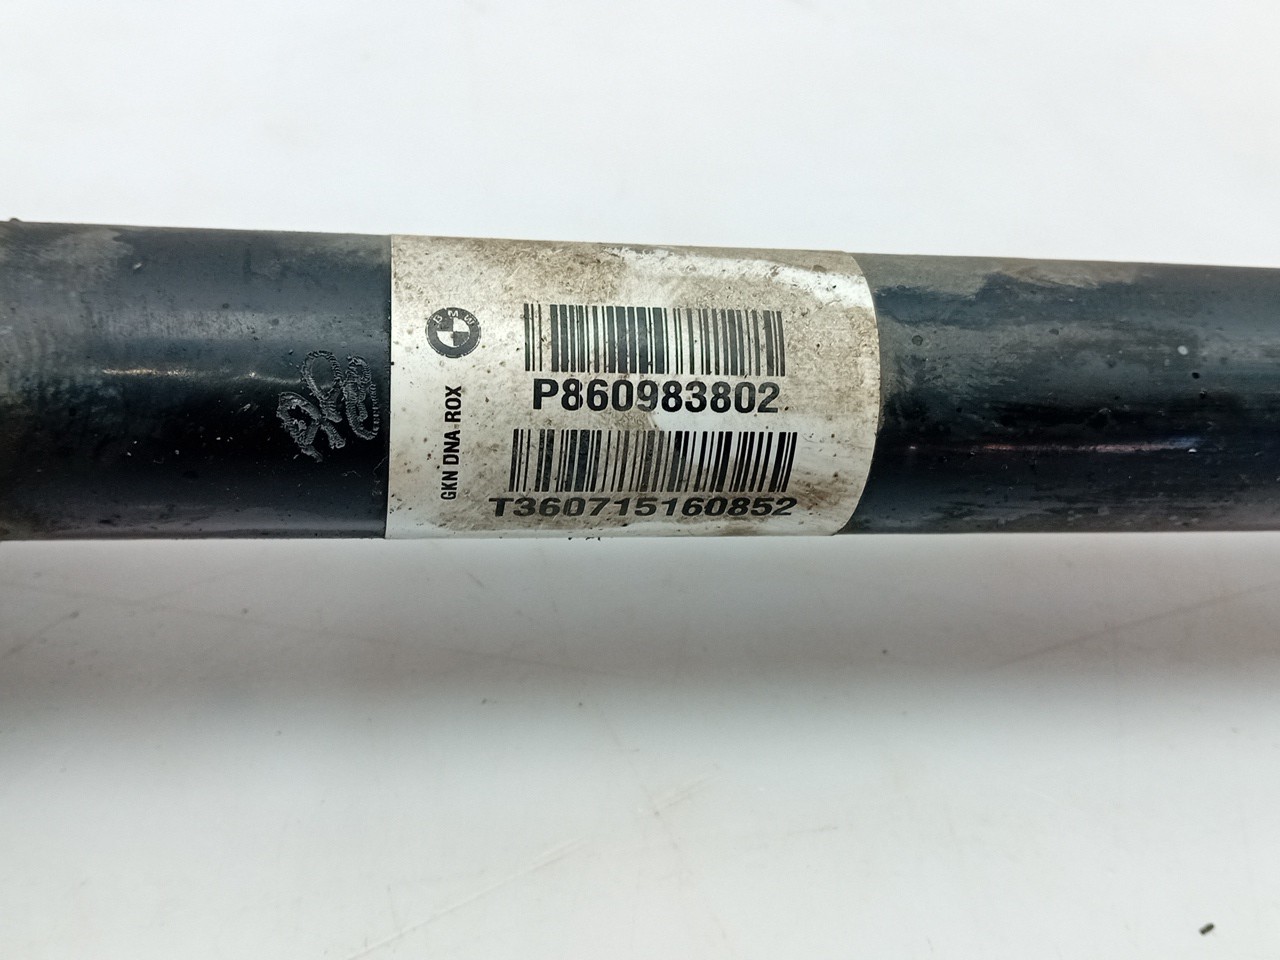 BMW
P860983802
GKN DNA-ROX
T360715160852